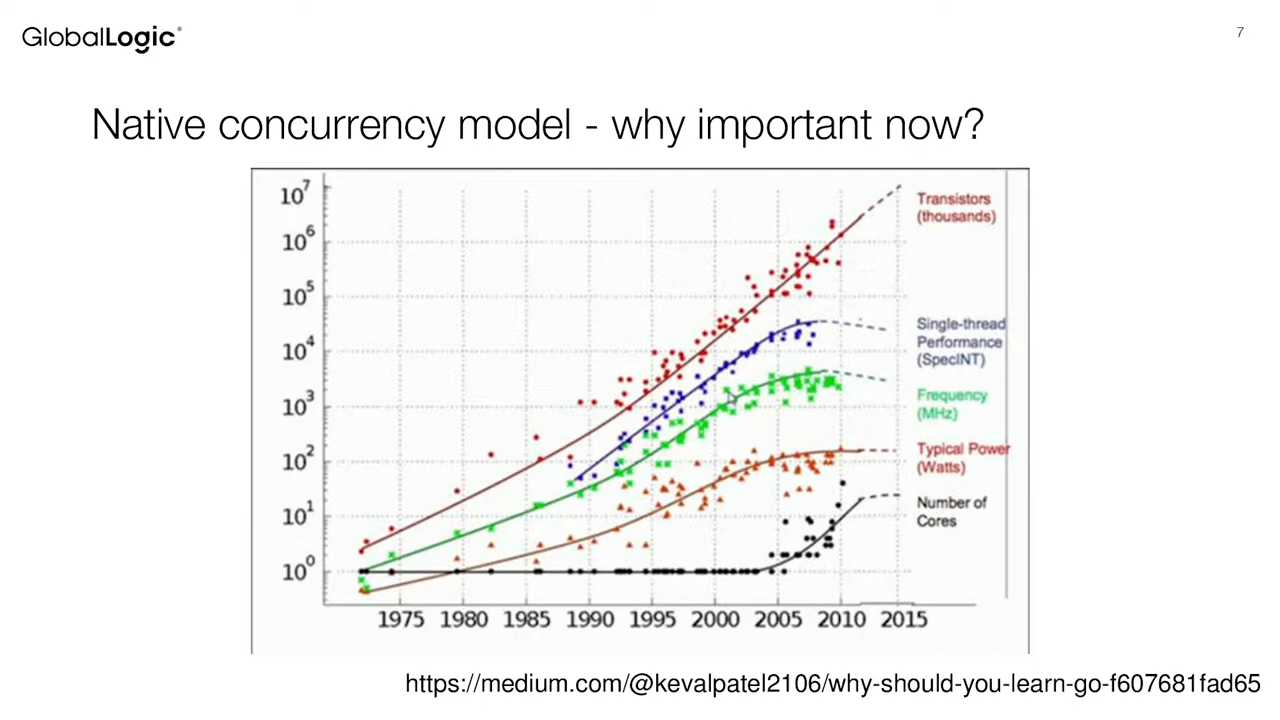 GlobalLogic®
7
Native concurrency model - why important now?
10⁷
10⁶
10⁵
10⁴
10³
10²
10¹
10⁰
Transistors
(thousands)
Single-thread
Performance
(SpecINT)
Frequency
(MHz)
Typical Power
(Watts)
Number of
Cores
1975 1980 1985 1990 1995 2000 2005 2010 2015
https://medium.com/@kevalpatel2106/why-should-you-learn-go-f607681fad65